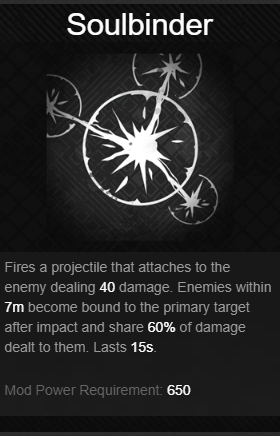 Soulbinder
Fires a projectile that attaches to the
enemy dealing 40 damage. Enemies within
7m become bound to the primary target
after impact and share 60% of damage
dealt to them. Lasts 15s.
Mod Power Requirement: 650